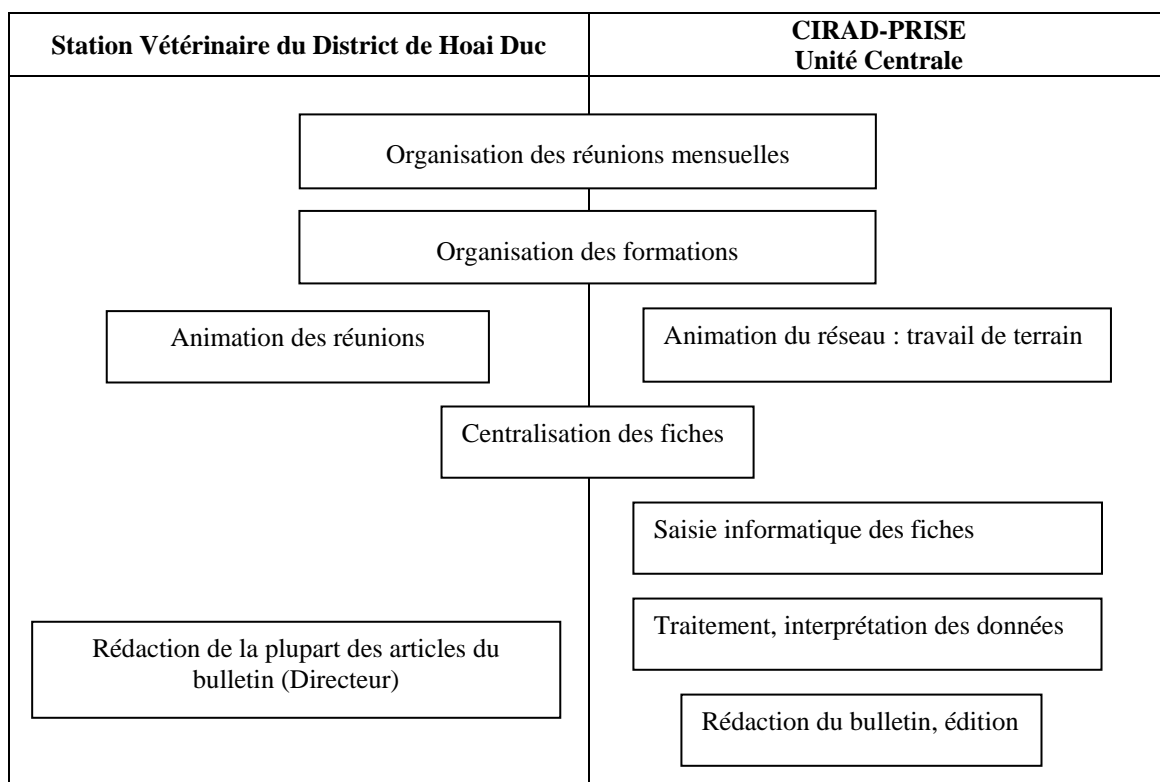 Station Vétérinaire du District de Hoai Duc
CIRAD-PRISE
Unité Centrale
Organisation des réunions mensuelles
Organisation des formations
Animation des réunions
Animation du réseau : travail de terrain
Centralisation des fiches
Saisie informatique des fiches
Traitement, interprétation des données
Rédaction de la plupart des articles du
bulletin (Directeur)
Rédaction du bulletin, édition